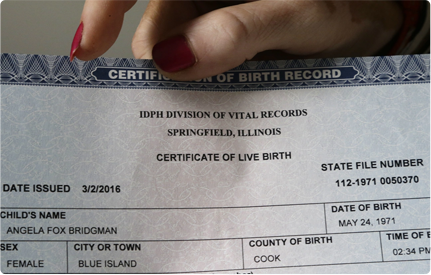 CERTIFICATION OF BIRTH RECORD
IDPH DIVISION OF VITAL RECORDS
SPRINGFIELD, ILLINOIS
CERTIFICATE OF LIVE BIRTH
STATE FILE NUMBER
DATE ISSUED 3/2/2016
112-1971 0050370
CHILD'S NAME
DATE OF BIRTH
ANGELA FOX BRIDGMAN
MAY 24, 1971
SEX CITY OR TOWN COUNTY OF BIRTH TIME OF
FEMALE BLUE ISLAND COOK 02:34 PM